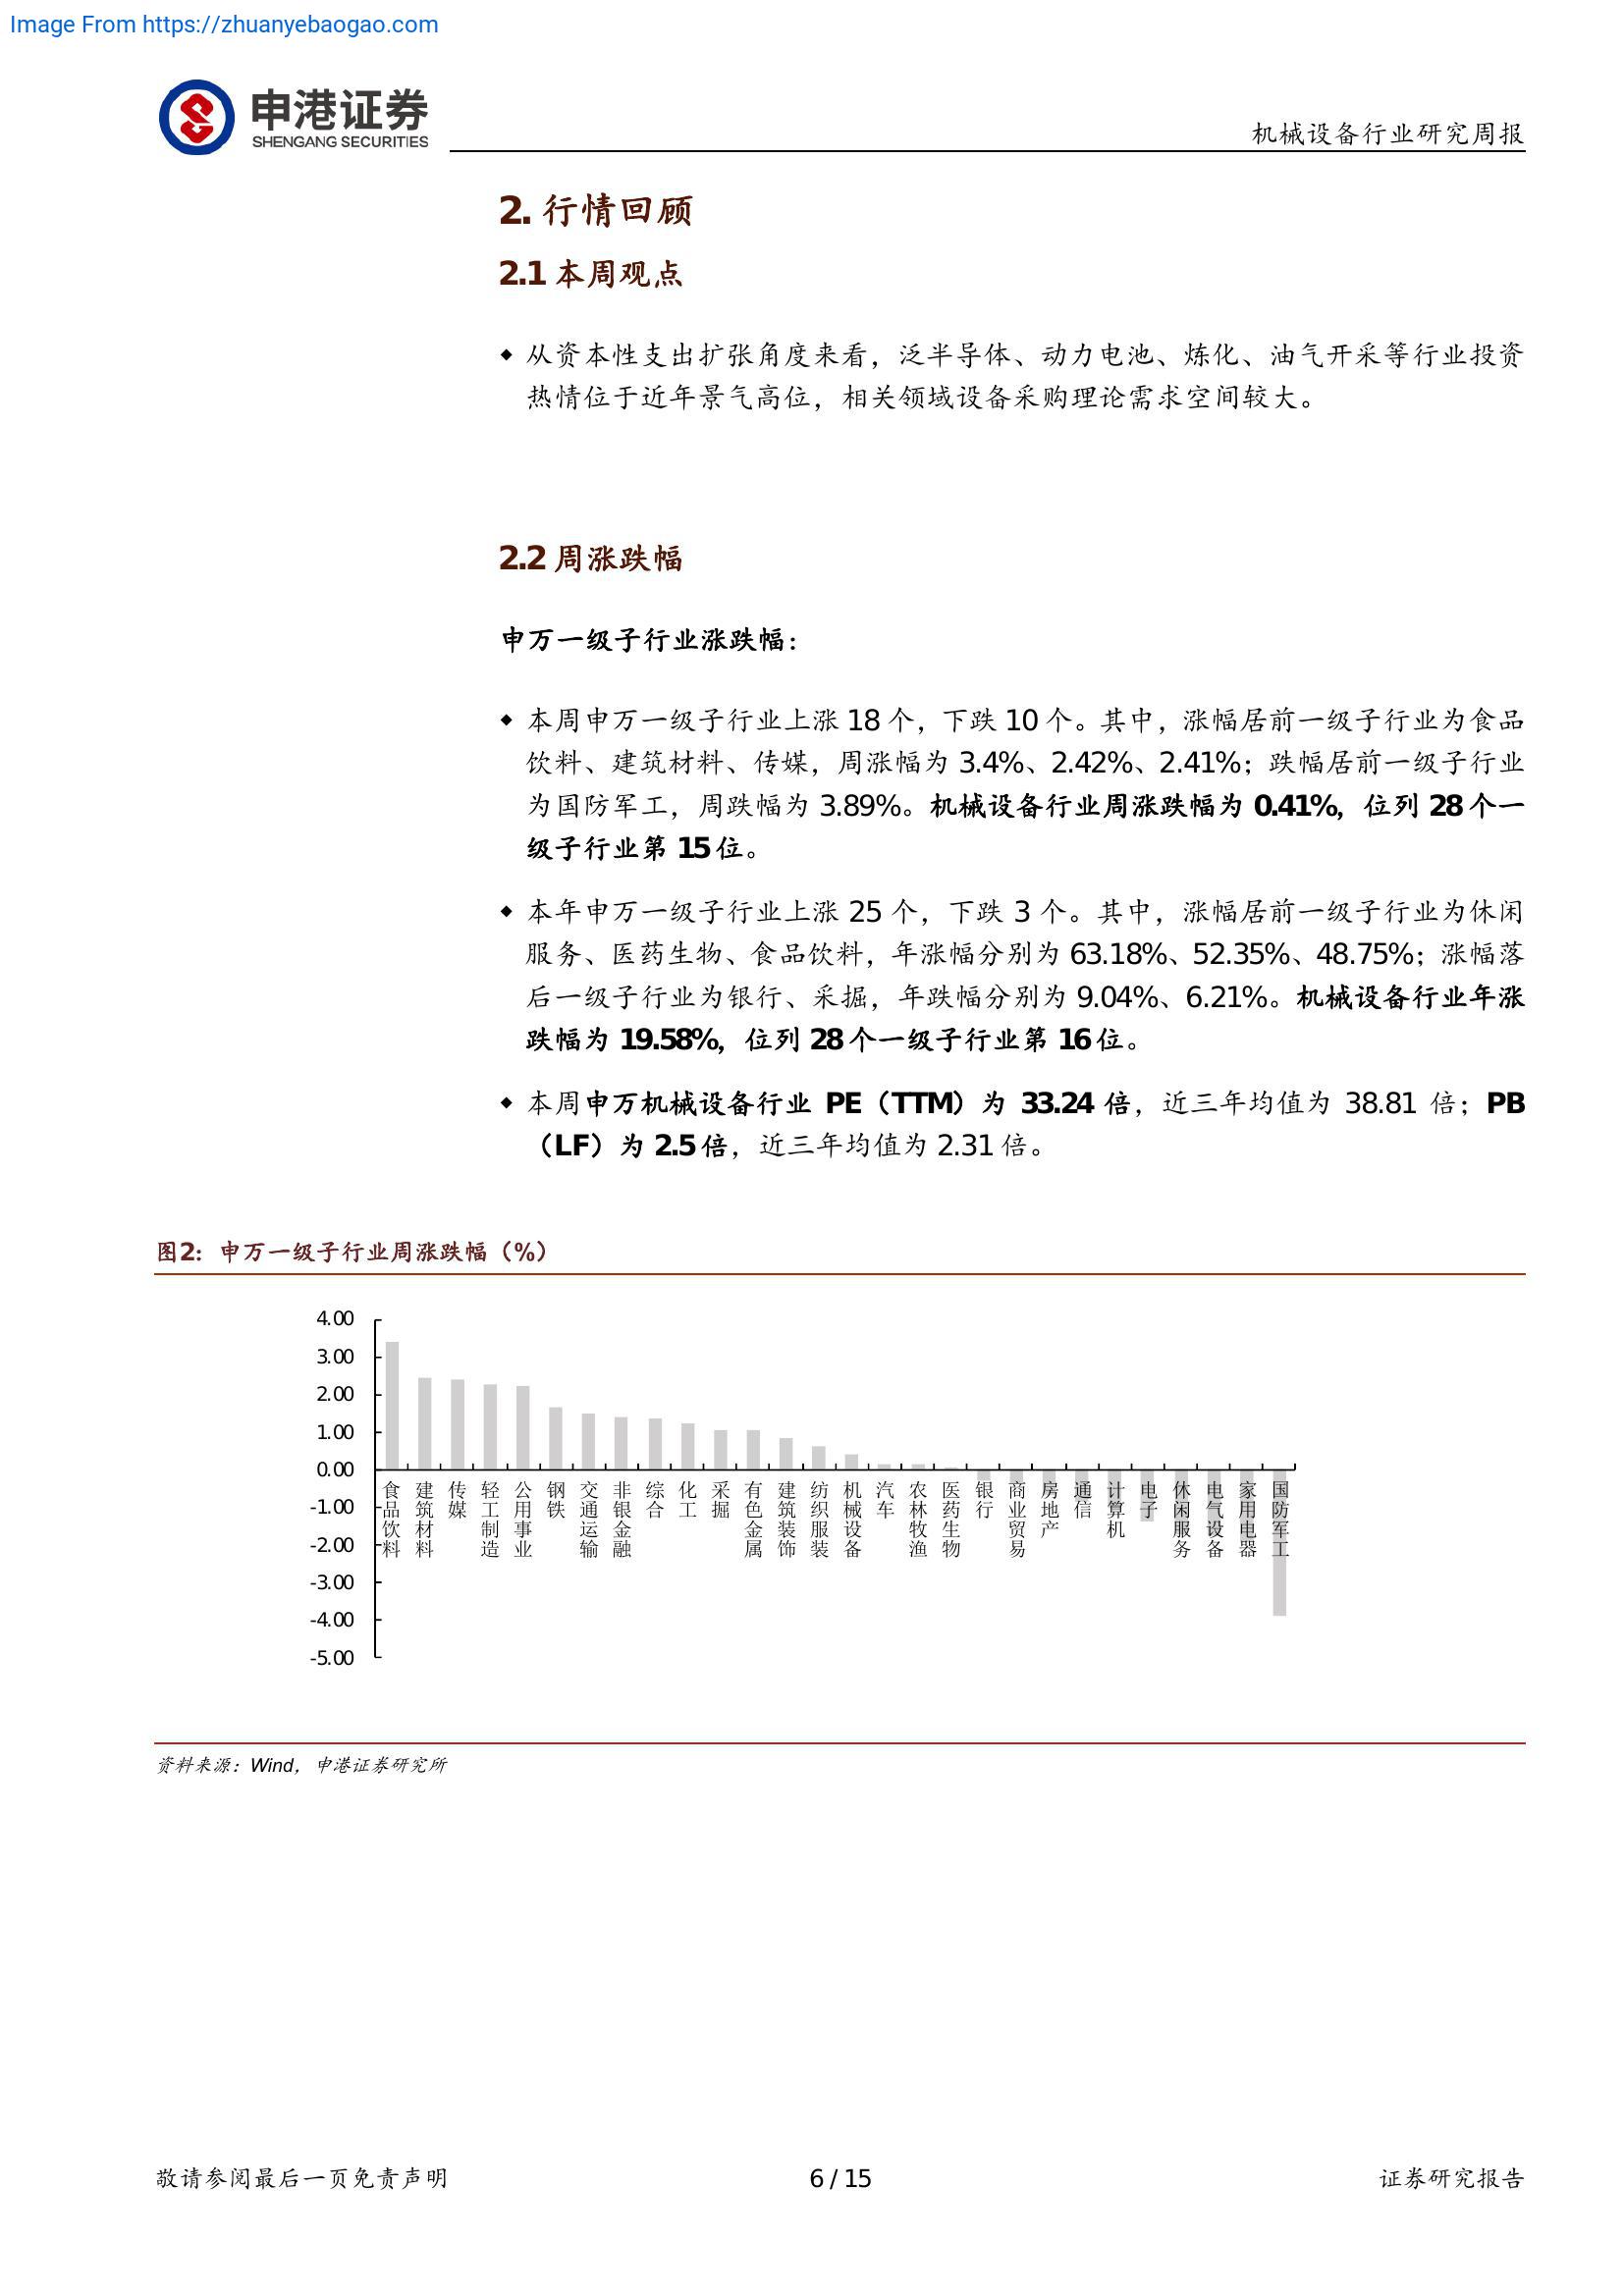 Image From https://zhuanyebaogao.com
申港证券
SHENGANG SECURITIES
机械设备行业研究周报
2. 行情回顾
2.1 本周观点
◆ 从资本性支出扩张角度来看，泛半导体、动力电池、炼化、油气开采等行业投资
热情位于近年景气高位，相关领域设备采购理论需求空间较大。
2.2 周涨跌幅
申万一级子行业涨跌幅：
◆ 本周申万一级子行业上涨 18 个，下跌 10 个。其中，涨幅居前一级子行业为食品
饮料、建筑材料、传媒，周涨幅为 3.4%、2.42%、2.41%；跌幅居前一级子行业
为国防军工，周跌幅为 3.89%。机械设备行业周涨跌幅为 0.41%，位列 28 个一
级子行业第 15 位。
◆ 本年申万一级子行业上涨 25 个，下跌 3 个。其中，涨幅居前一级子行业为休闲
服务、医药生物、食品饮料，年涨幅分别为 63.18%、52.35%、48.75%；涨幅落
后一级子行业为银行、采掘，年跌幅分别为 9.04%、6.21%。机械设备行业年涨
跌幅为 19.58%，位列 28 个一级子行业第 16 位。
◆ 本周申万机械设备行业 PE（TTM）为 33.24 倍，近三年均值为 38.81 倍；PB
（LF）为 2.5 倍，近三年均值为 2.31 倍。
图2：申万一级子行业周涨跌幅（%）
4.00
3.00
2.00
1.00
0.00
-1.00
-2.00
-3.00
-4.00
-5.00
食品饮料
建筑材料
传媒
轻工制造
公用事业
钢铁
交通运输
非银金融
综合
化工
采掘
有色金属
建筑装饰
纺织服装
机械设备
汽车
农林牧渔
医药生物
银行
商业贸易
房地产
通信
计算机
电子
休闲服务
电气设备
家用电器
国防军工
资料来源：Wind，申港证券研究所
敬请参阅最后一页免责声明
6 / 15
证券研究报告